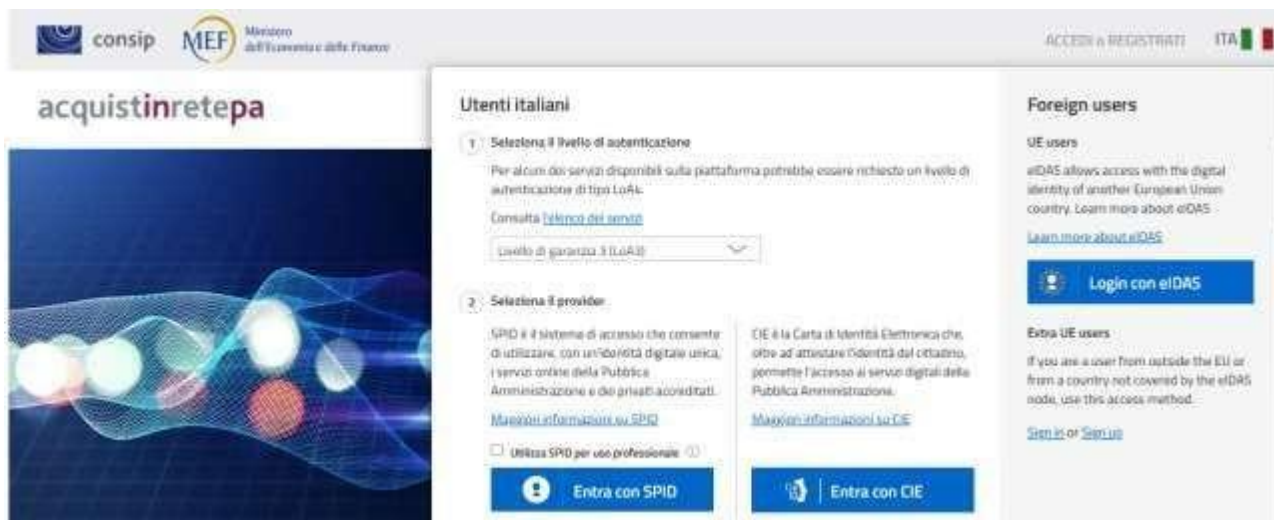 consip
MEF
Ministero
dell'Economia e delle Finanze
ACCEDI o REGISTRATI
ITA
acquistinretepa
Utenti italiani
1 Seleziona il livello di autenticazione
Per alcuni dei servizi disponibili sulla piattaforma potrebbe essere richiesto un livello di
autenticazione di tipo LoA4.
Consulta l'elenco dei servizi
Livello di garanzia 3 (LoA3)
2 Seleziona il provider
SPID è il sistema di accesso che consente
di utilizzare, con un'identità digitale unica,
i servizi online della Pubblica
Amministrazione e dei privati accreditati.
Maggiori informazioni su SPID
Utilizza SPID per uso professionale
Entra con SPID
CIE è la Carta di Identità Elettronica che,
oltre ad attestare l'identità del cittadino,
permette l'accesso ai servizi digitali della
Pubblica Amministrazione.
Maggiori informazioni su CIE
Entra con CIE
Foreign users
UE users
eIDAS allows access with the digital
identity of another European Union
country. Learn more about eIDAS
Learn more about eIDAS
Login con eIDAS
Extra UE users
If you are a user from outside the EU or
from a country not covered by the eIDAS
node, use this access method.
Sign in or Sign up